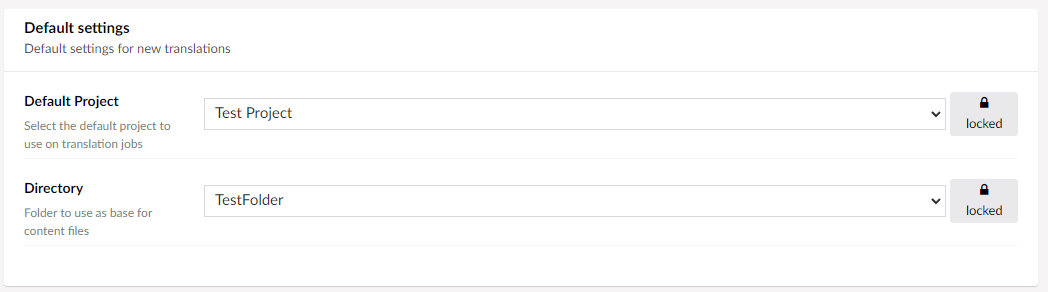 Default settings
Default settings for new translations
Default Project
Select the default project to
use on translation jobs
Test Project
locked
Directory
Folder to use as base for
content files
TestFolder
locked